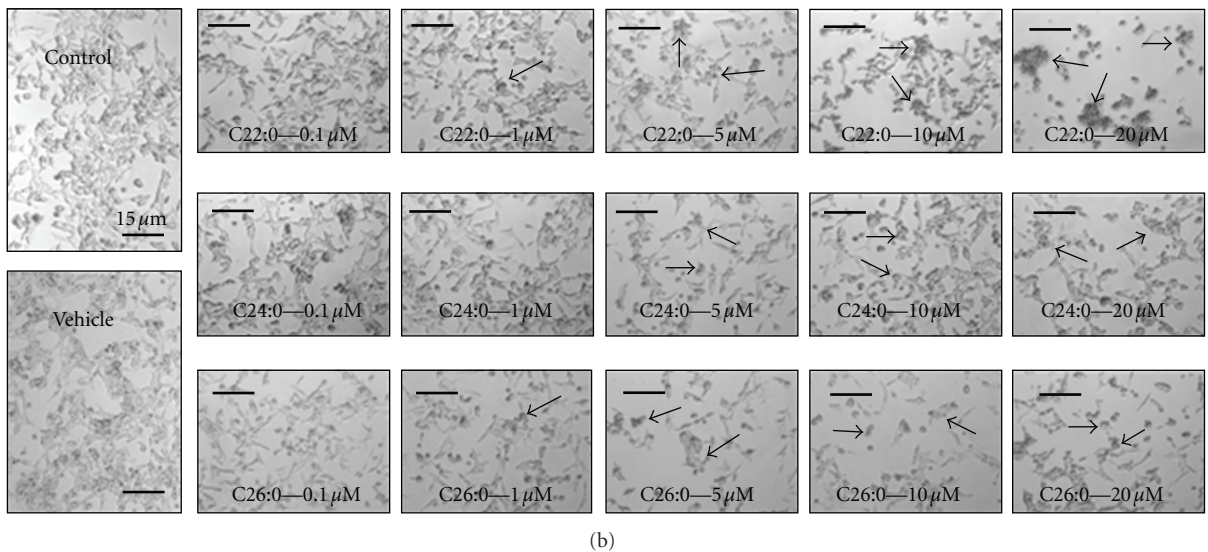 Control
15 μm
Vehicle
C22:0—0.1 μM
C22:0—1 μM
C22:0—5 μM
C22:0—10 μM
C22:0—20 μM
C24:0—0.1 μM
C24:0—1 μM
C24:0—5 μM
C24:0—10 μM
C24:0—20 μM
C26:0—0.1 μM
C26:0—1 μM
C26:0—5 μM
C26:0—10 μM
C26:0—20 μM
(b)